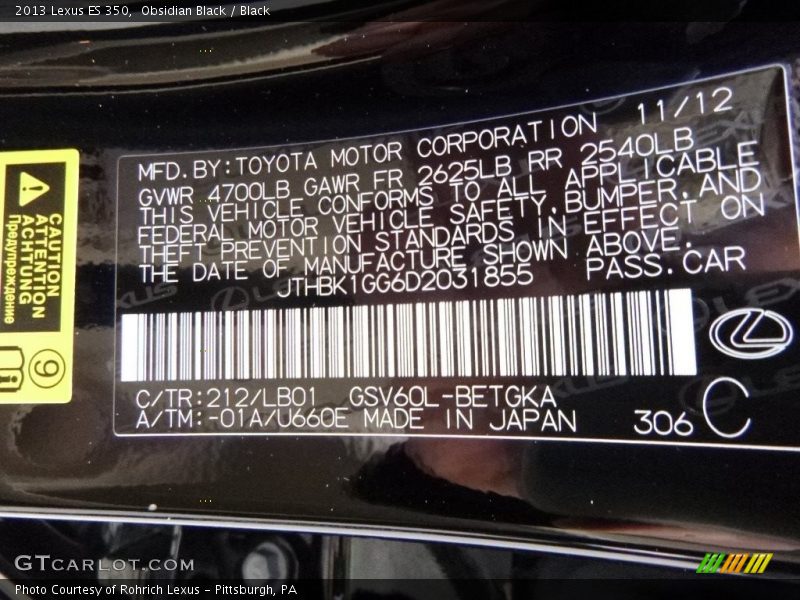 2013 Lexus ES 350,  Obsidian Black / Black
MFD.BY:TOYOTA MOTOR CORPORATION 11/12
GVWR 4700LB GAWR FR 2625LB RR 2540LB
THIS VEHICLE CONFORMS TO ALL APPLICABLE
FEDERAL MOTOR VEHICLE SAFETY,BUMPER,AND
THEFT PREVENTION STANDARDS IN EFFECT ON
THE DATE OF MANUFACTURE SHOWN ABOVE.
JTHBK1GG6D2031855 PASS.CAR
C/TR:212/LB01 GSV60L-BETGKA
A/TM:-01A/U660E MADE IN JAPAN 306 C
CAUTION
ATTENTION
ACHTUNG
Предупреждение
9
GTCARLOT.COM
Photo Courtesy of Rohrich Lexus – Pittsburgh, PA